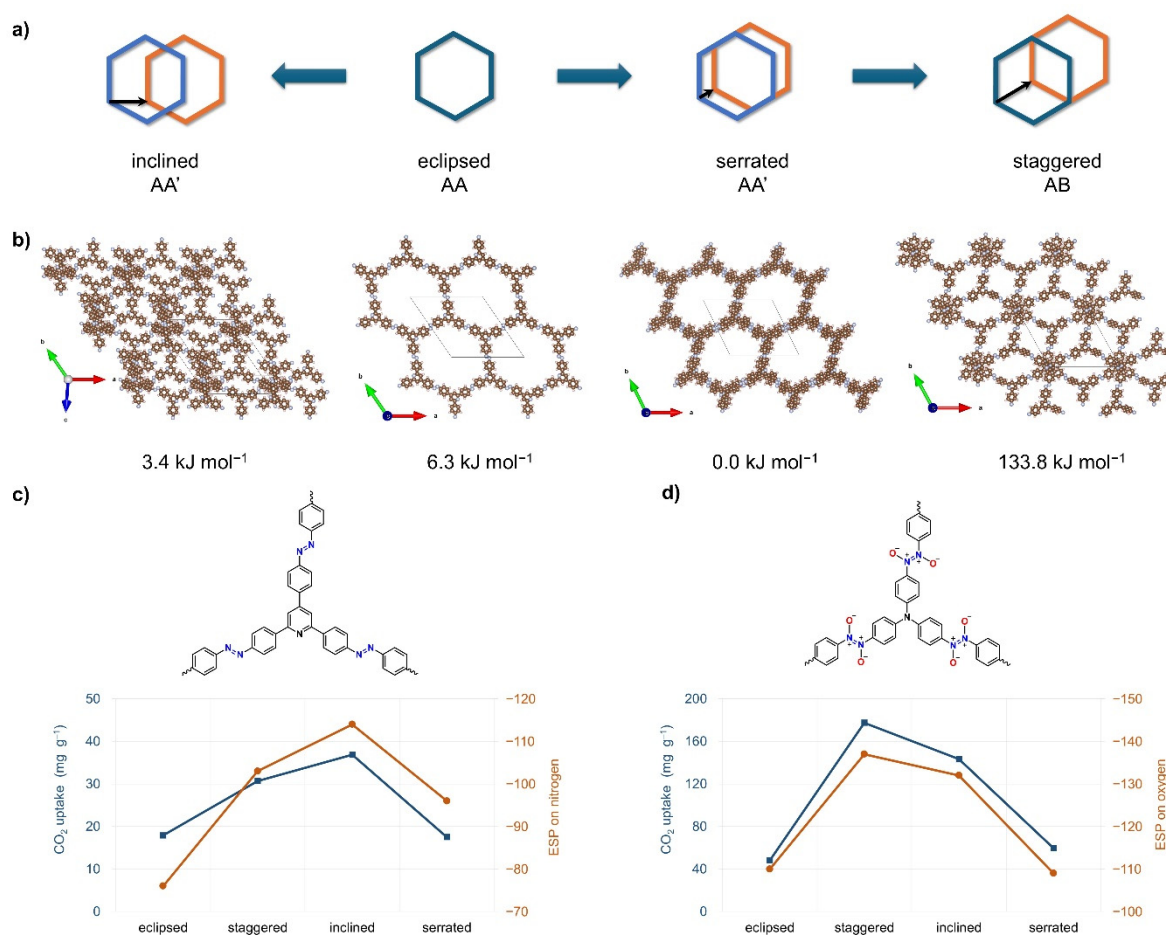 a)
inclined
AA'
eclipsed
AA
serrated
AA'
staggered
AB
b)
b
a
c
b
a
b
a
b
a
3.4 kJ mol⁻¹
6.3 kJ mol⁻¹
0.0 kJ mol⁻¹
133.8 kJ mol⁻¹
c)
N
N
N
N
N
N
N
50
40
30
20
10
0
CO₂ uptake (mg g⁻¹)
−120
−110
−100
−90
−80
−70
ESP on nitrogen
eclipsed staggered inclined serrated
d)
O⁻
N⁺
N⁺
O⁻
N
O⁻
N⁺
N⁺
O⁻
O⁻
N⁺
N⁺
O⁻
200
160
120
80
40
0
CO₂ uptake (mg g⁻¹)
−150
−140
−130
−120
−110
−100
ESP on oxygen
eclipsed staggered inclined serrated